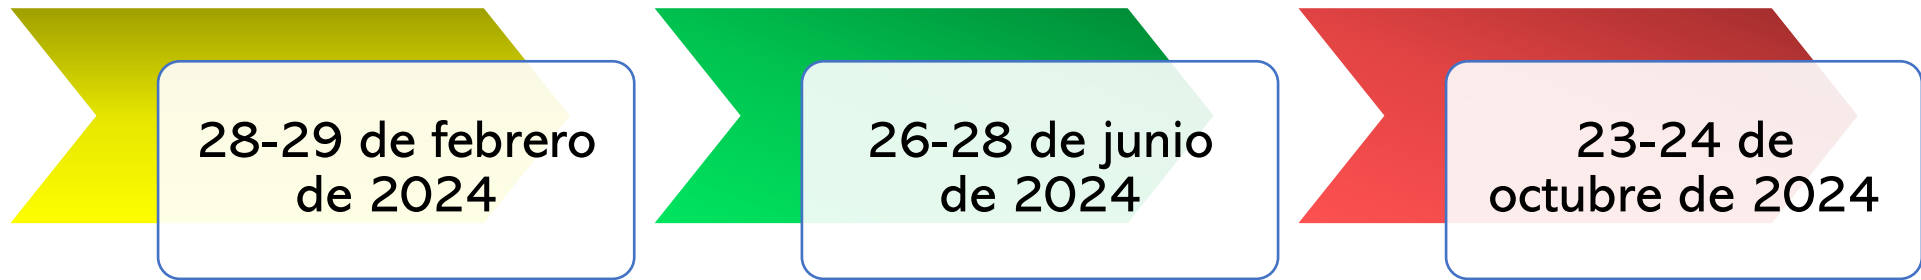 28-29 de febrero
de 2024
26-28 de junio
de 2024
23-24 de
octubre de 2024